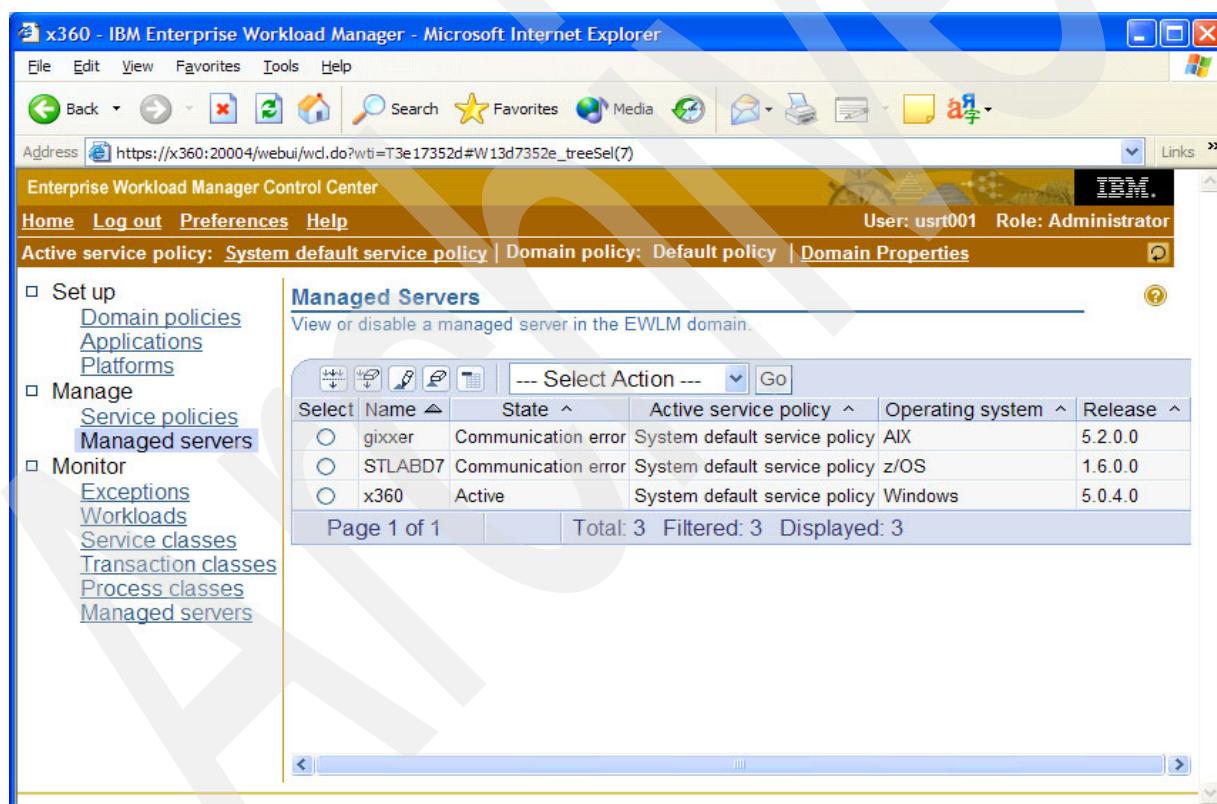 x360 - IBM Enterprise Workload Manager - Microsoft Internet Explorer
File Edit View Favorites Tools Help
Back Search Favorites Media
Address https://x360:20004/webui/wcl.do?wti=T3e17352d#W13d7352e_treeSel(7) Links »
Enterprise Workload Manager Control Center IBM.
Home Log out Preferences Help User: usrt001 Role: Administrator
Active service policy: System default service policy | Domain policy: Default policy | Domain Properties
Set up
Domain policies
Applications
Platforms
Manage
Service policies
Managed servers
Monitor
Exceptions
Workloads
Service classes
Transaction classes
Process classes
Managed servers
Managed Servers
View or disable a managed server in the EWLM domain.
--- Select Action --- Go
Select Name State Active service policy Operating system Release
gixxer Communication error System default service policy AIX 5.2.0.0
STLABD7 Communication error System default service policy z/OS 1.6.0.0
x360 Active System default service policy Windows 5.0.4.0
Page 1 of 1 Total: 3 Filtered: 3 Displayed: 3